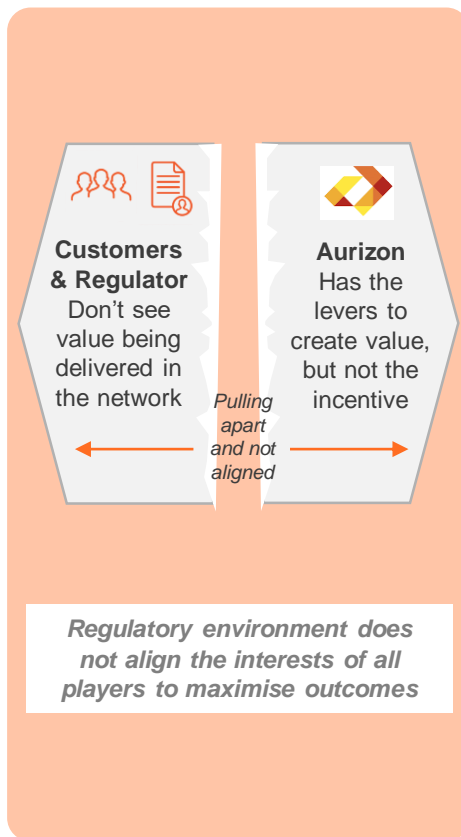 Customers
& Regulator
Don't see
value being
delivered in
the network
Aurizon
Has the
levers to
create value,
but not the
incentive
Pulling
apart
and not
aligned
Regulatory environment does
not align the interests of all
players to maximise outcomes